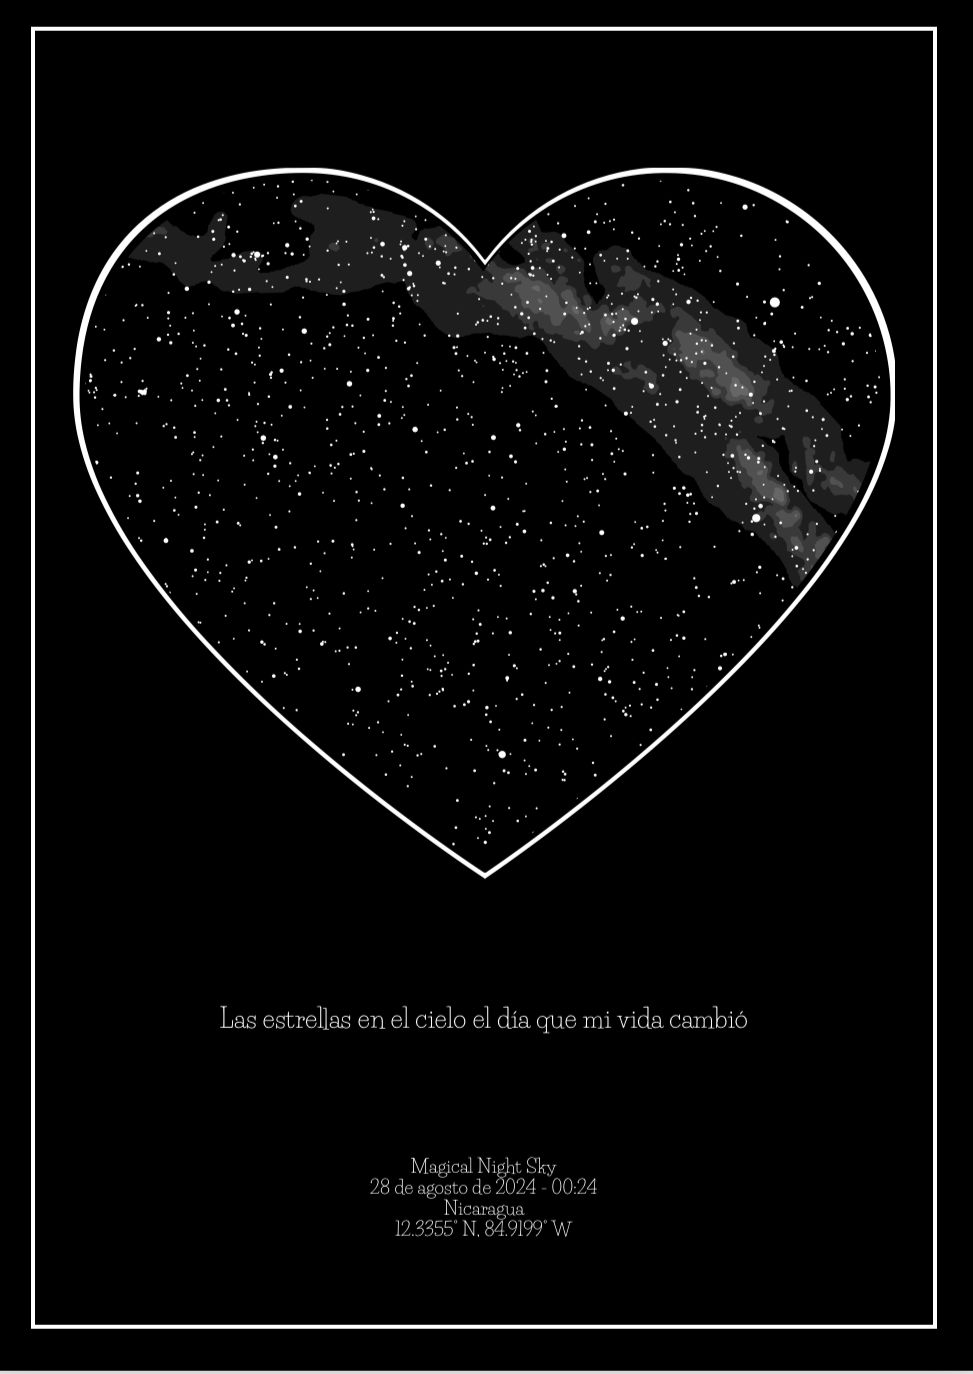 Las estrellas en el cielo el día que mi vida cambió
Magical Night Sky
28 de agosto de 2024 - 00:24
Nicaragua
12.3355° N, 84.9199° W